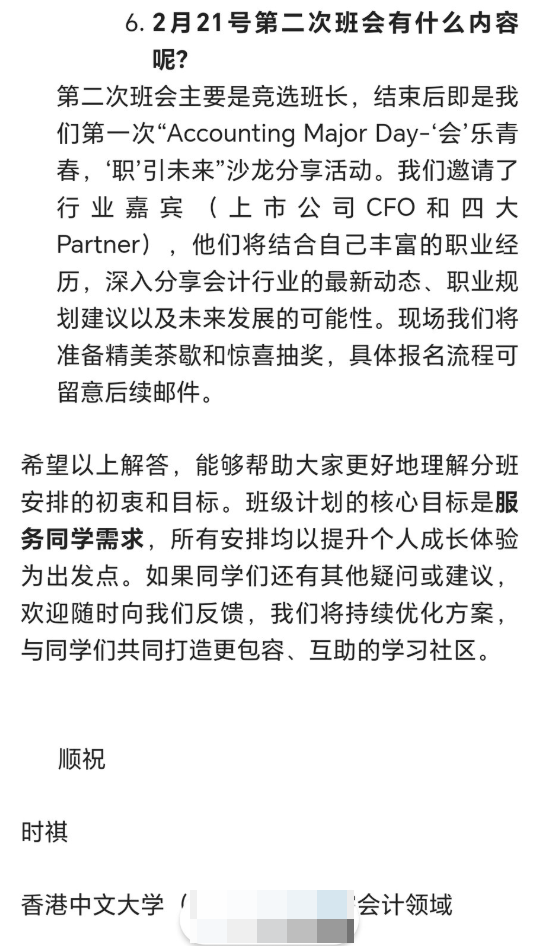 6. 2月21号第二次班会有什么内容
呢?
第二次班会主要是竞选班长，结束后即是我
们第一次“Accounting Major Day-‘会’乐青
春，‘职’引未来”沙龙分享活动。我们邀请了
行业嘉宾（上市公司CFO和四大
Partner），他们将结合自己丰富的职业经
历，深入分享会计行业的最新动态、职业规
划建议以及未来发展的可能性。现场我们将
准备精美茶歇和惊喜抽奖，具体报名流程可
留意后续邮件。
希望以上解答，能够帮助大家更好地理解分班
安排的初衷和目标。班级计划的核心目标是服
务同学需求，所有安排均以提升个人成长体验
为出发点。如果同学们还有其他疑问或建议，
欢迎随时向我们反馈，我们将持续优化方案，
与同学们共同打造更包容、互助的学习社区。
顺祝
时祺
香港中文大学（ 会计领域